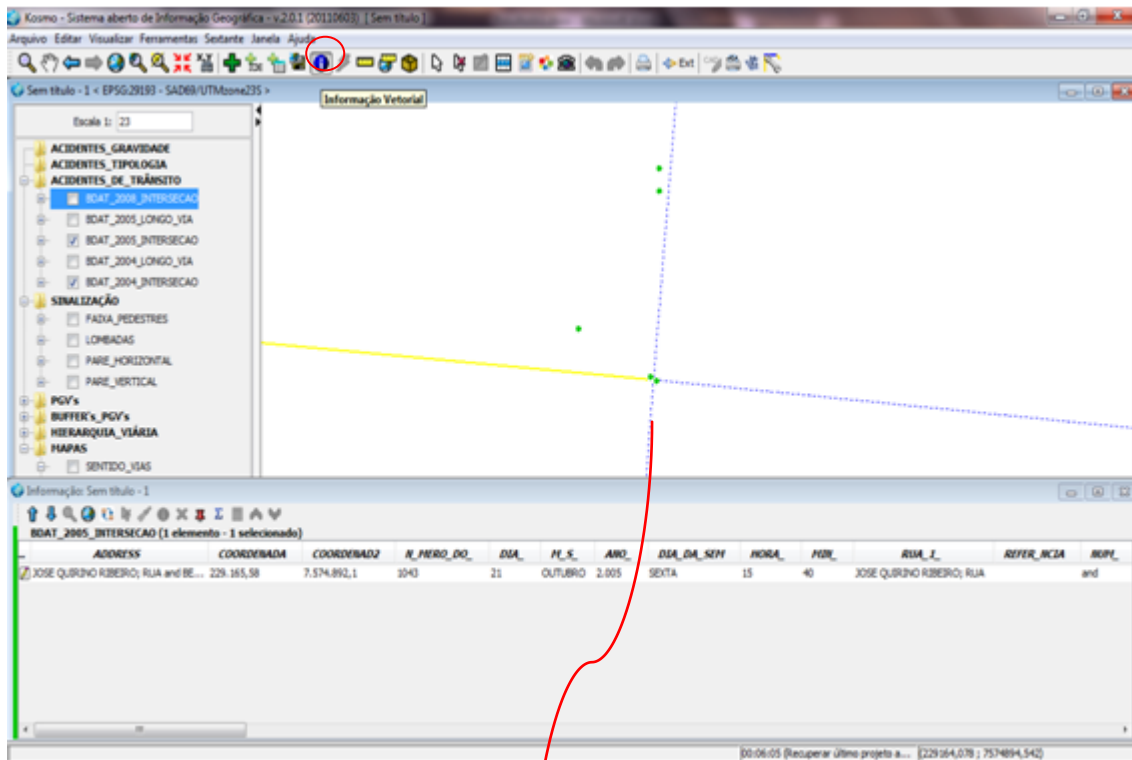 Kosmo - Sistema aberto de Informação Geográfica - v.2.0.1 (20110603) [ Sem título ]
Arquivo Editar Visualizar Ferramentas Sextante Janela Ajuda
Ext
Informação Vetorial
Sem título - 1 < EPSG:29193 - SAD69/UTMzone23S >
Escala 1: 23
ACIDENTES_GRAVIDADE
ACIDENTES_TIPOLOGIA
ACIDENTES_DE_TRÂNSITO
BDAT_2008_INTERSECAO
BDAT_2005_LONGO_VIA
BDAT_2005_INTERSECAO
BDAT_2004_LONGO_VIA
BDAT_2004_INTERSECAO
SINALIZAÇÃO
FAIXA_PEDESTRES
LOMBADAS
PARE_HORIZONTAL
PARE_VERTICAL
PGV's
BUFFER's_PGV's
HIERARQUIA_VIÁRIA
MAPAS
SENTIDO_VIAS
Informação: Sem título - 1
BDAT_2005_INTERSECAO (1 elemento - 1 selecionado)
ADDRESS COORDENADA COORDENAD2 N_MERO_DO_ DIA_ M_S_ ANO_ DIA_DA_SEM HORA_ MIN_ RUA_1_ REFER_NCIA NUM_
JOSE QUIRINO RIBEIRO; RUA and BE... 229.165,58 7.574.892,1 1043 21 OUTUBRO 2.005 SEXTA 15 40 JOSE QUIRINO RIBEIRO; RUA and
00:06:05 (Recuperar último projeto a... (229164,078 ; 7574894,542)